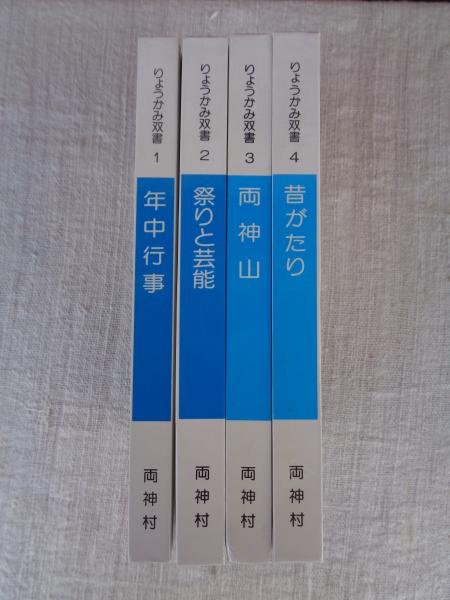 りょうかみ双書 1
年中行事
両神村
りょうかみ双書 2
祭りと芸能
両神村
りょうかみ双書 3
両神山
両神村
りょうかみ双書 4
昔がたり
両神村